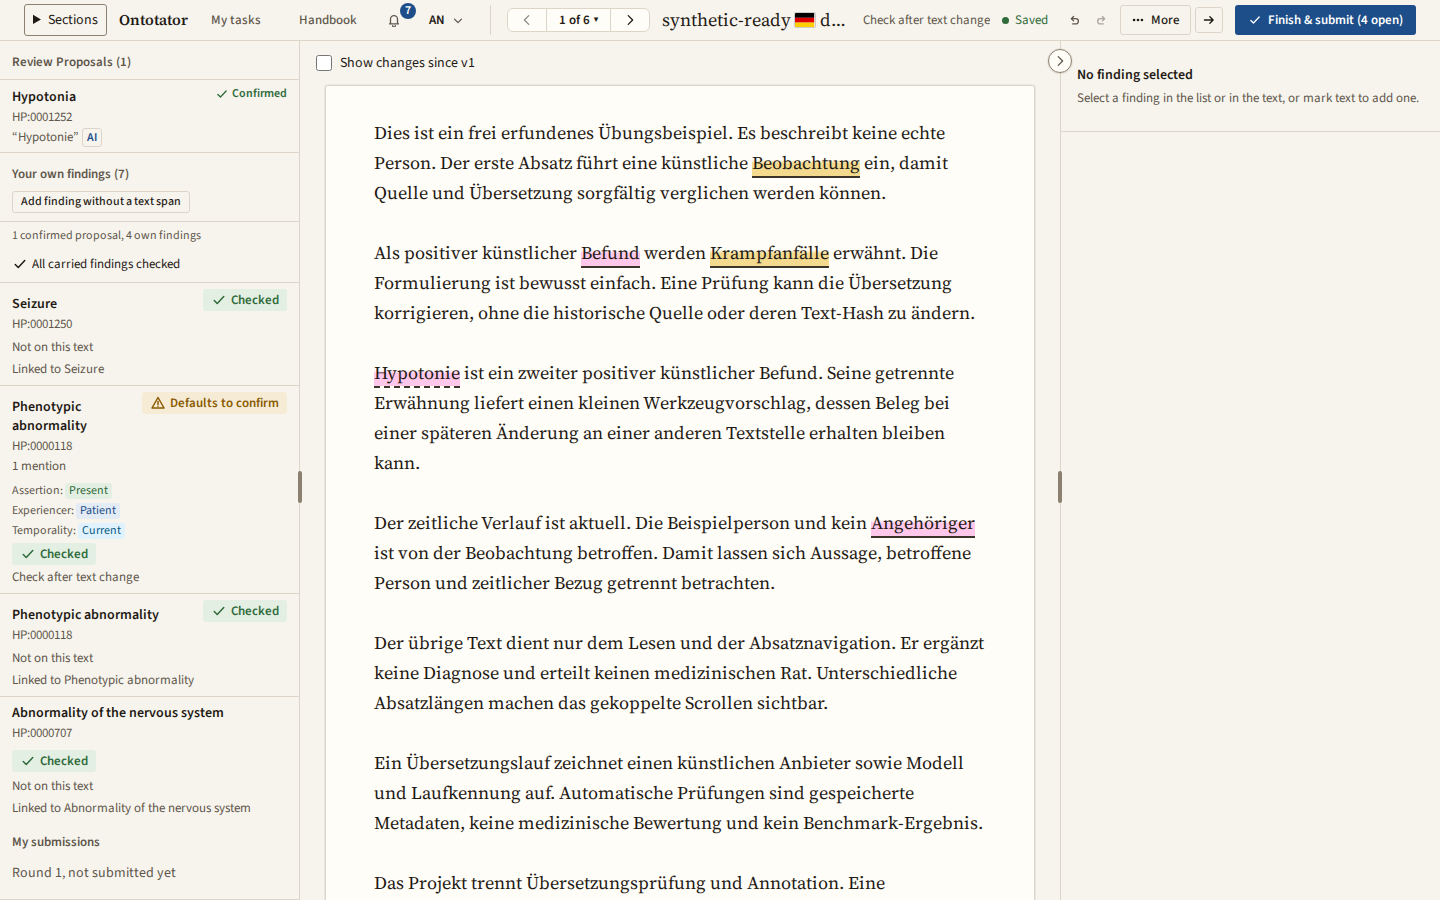 Sections
Ontotator
My tasks
Handbook
7
AN
1 of 6
synthetic-ready d...
Check after text change
Saved
More
Finish & submit (4 open)
Review Proposals (1)
Hypotonia
Confirmed
HP:0001252
“Hypotonie” AI
Your own findings (7)
Add finding without a text span
1 confirmed proposal, 4 own findings
All carried findings checked
Seizure
Checked
HP:0001250
Not on this text
Linked to Seizure
Phenotypic abnormality
Defaults to confirm
HP:0000118
1 mention
Assertion: Present
Experiencer: Patient
Temporality: Current
Checked
Check after text change
Phenotypic abnormality
Checked
HP:0000118
Not on this text
Linked to Phenotypic abnormality
Abnormality of the nervous system
HP:0000707
Checked
Not on this text
Linked to Abnormality of the nervous system
My submissions
Round 1, not submitted yet
Show changes since v1
Dies ist ein frei erfundenes Übungsbeispiel. Es beschreibt keine echte
Person. Der erste Absatz führt eine künstliche Beobachtung ein, damit
Quelle und Übersetzung sorgfältig verglichen werden können.
Als positiver künstlicher Befund werden Krampfanfälle erwähnt. Die
Formulierung ist bewusst einfach. Eine Prüfung kann die Übersetzung
korrigieren, ohne die historische Quelle oder deren Text-Hash zu ändern.
Hypotonie ist ein zweiter positiver künstlicher Befund. Seine getrennte
Erwähnung liefert einen kleinen Werkzeugvorschlag, dessen Beleg bei
einer späteren Änderung an einer anderen Textstelle erhalten bleiben
kann.
Der zeitliche Verlauf ist aktuell. Die Beispielperson und kein Angehöriger
ist von der Beobachtung betroffen. Damit lassen sich Aussage, betroffene
Person und zeitlicher Bezug getrennt betrachten.
Der übrige Text dient nur dem Lesen und der Absatznavigation. Er ergänzt
keine Diagnose und erteilt keinen medizinischen Rat. Unterschiedliche
Absatzlängen machen das gekoppelte Scrollen sichtbar.
Ein Übersetzungslauf zeichnet einen künstlichen Anbieter sowie Modell
und Laufkennung auf. Automatische Prüfungen sind gespeicherte
Metadaten, keine medizinische Bewertung und kein Benchmark-Ergebnis.
Das Projekt trennt Übersetzungsprüfung und Annotation. Eine
No finding selected
Select a finding in the list or in the text, or mark text to add one.